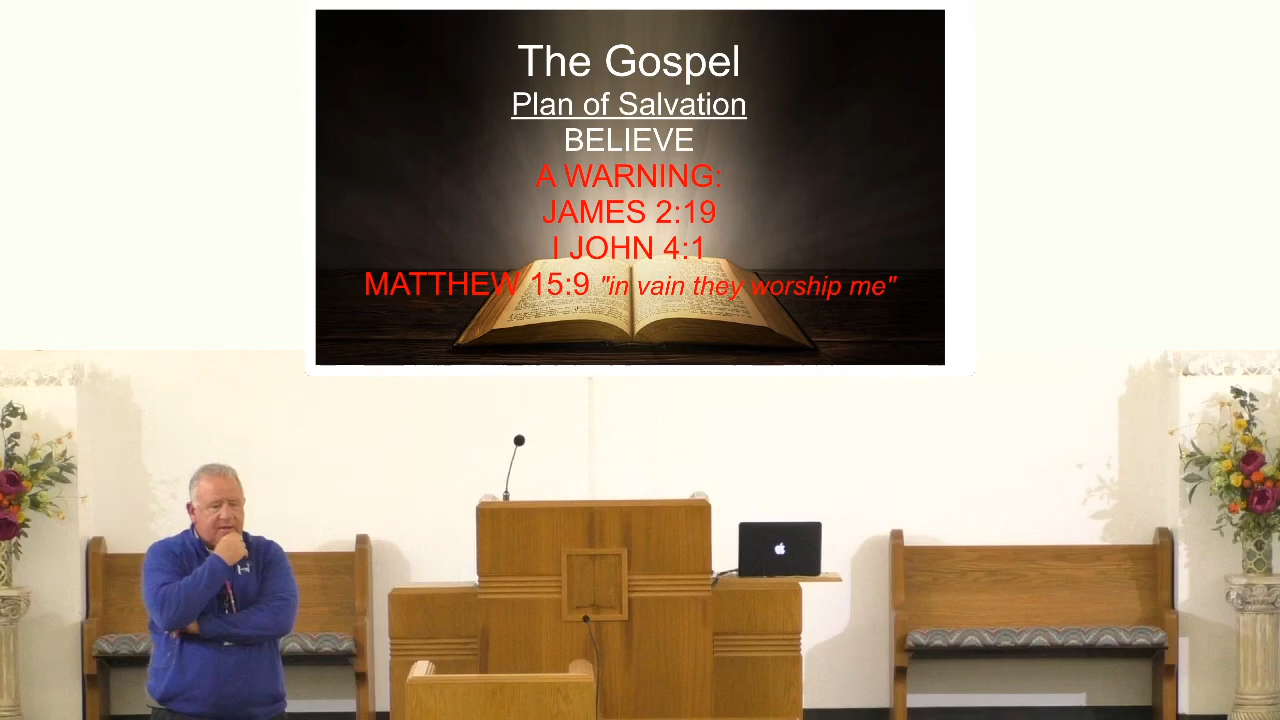 The Gospel
Plan of Salvation
BELIEVE
A WARNING:
JAMES 2:19
I JOHN 4:1
MATTHEW 15:9 "in vain they worship me"